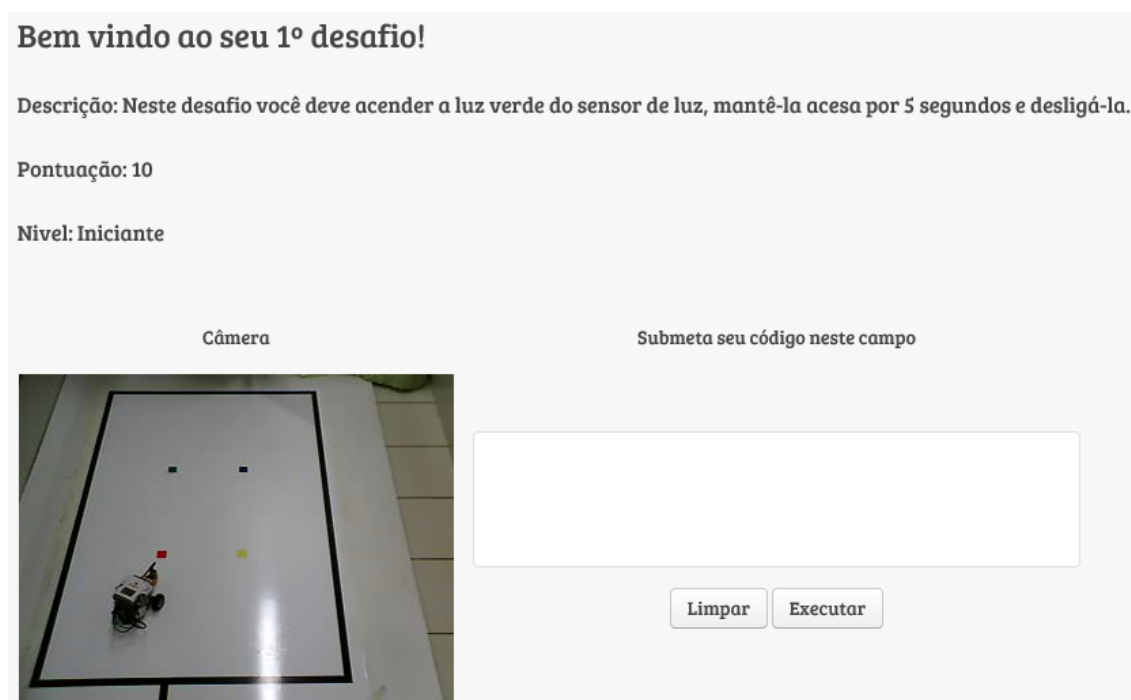 Bem vindo ao seu 1º desafio!
Descrição: Neste desafio você deve acender a luz verde do sensor de luz, mantê-la acesa por 5 segundos e desligá-la.
Pontuação: 10
Nivel: Iniciante
Câmera
Submeta seu código neste campo
Limpar
Executar